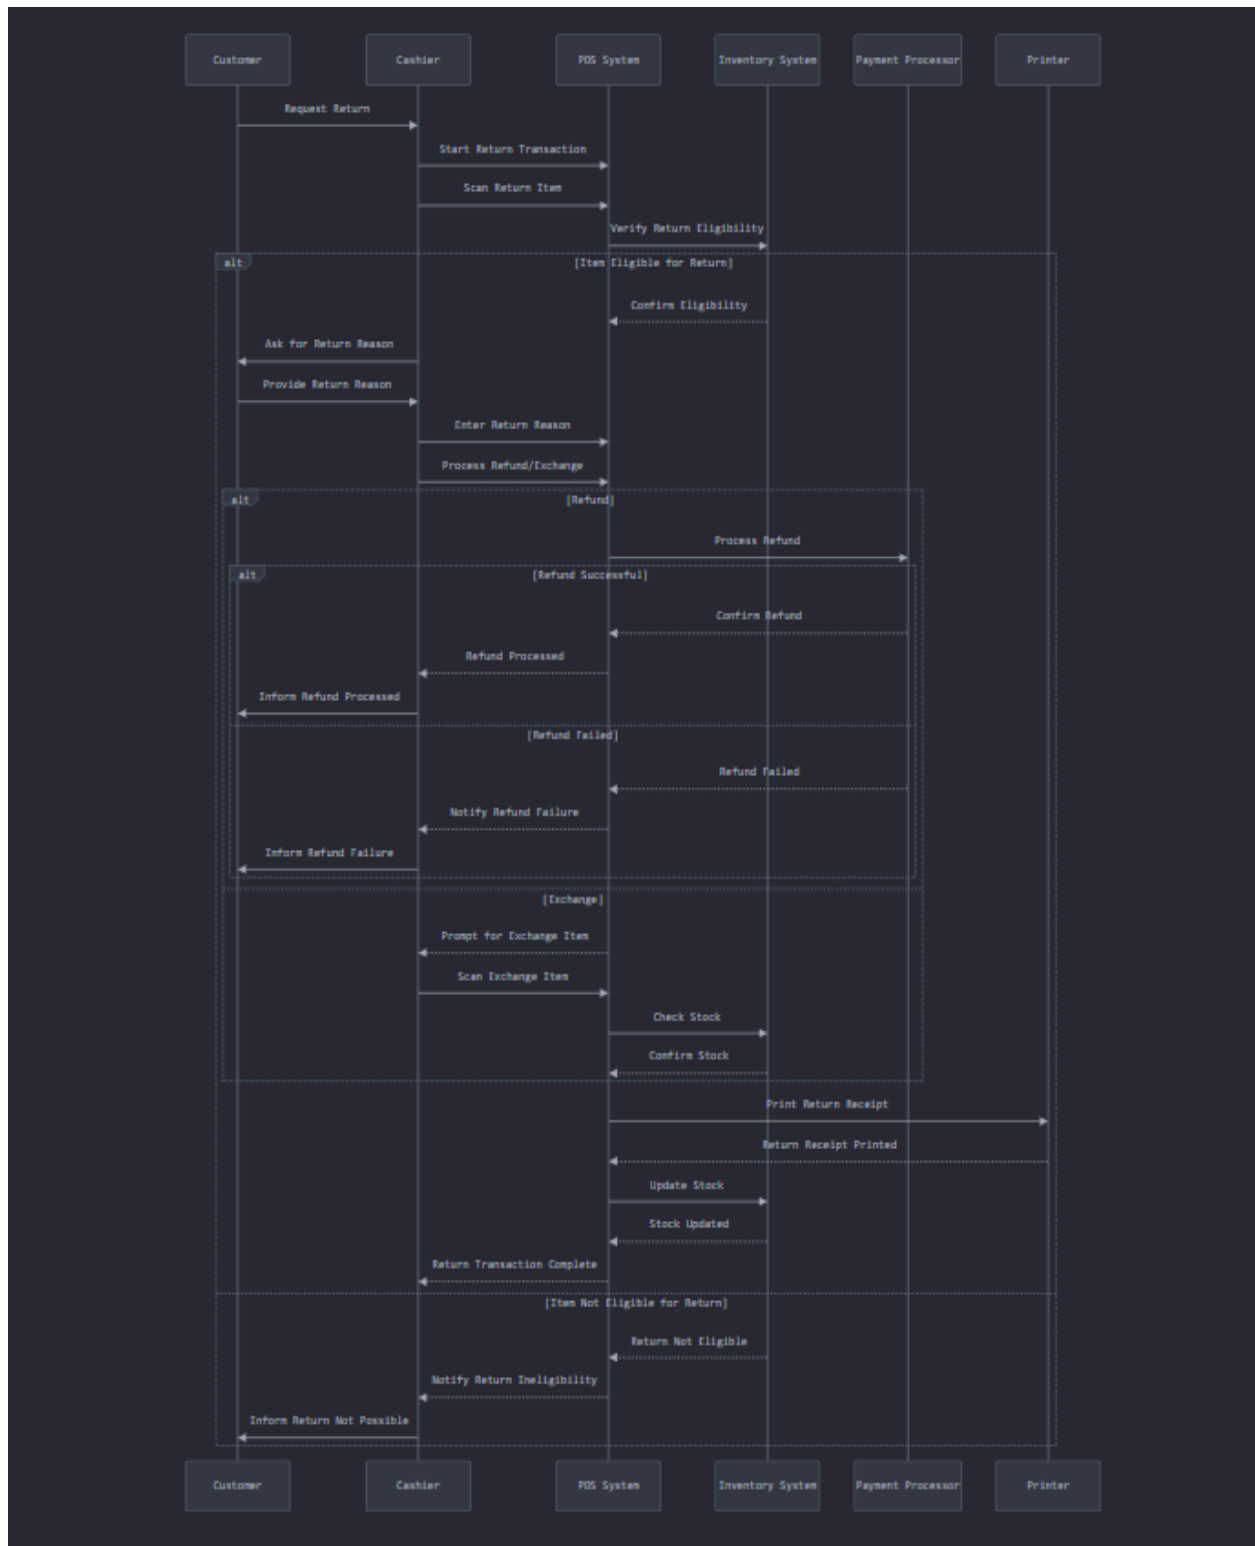 Customer Cashier POS System Inventory System Payment Processor Printer
Request Return
Start Return Transaction
Scan Return Item
Verify Return Eligibility
alt [Item Eligible for Return]
Confirm Eligibility
Ask for Return Reason
Provide Return Reason
Enter Return Reason
Process Refund/Exchange
alt [Refund]
Process Refund
alt [Refund Successful]
Confirm Refund
Refund Processed
Inform Refund Processed
[Refund Failed]
Refund Failed
Notify Refund Failure
Inform Refund Failure
[Exchange]
Prompt for Exchange Item
Scan Exchange Item
Check Stock
Confirm Stock
Print Return Receipt
Return Receipt Printed
Update Stock
Stock Updated
Return Transaction Complete
[Item Not Eligible for Return]
Return Not Eligible
Notify Return Ineligibility
Inform Return Not Possible
Customer Cashier POS System Inventory System Payment Processor Printer